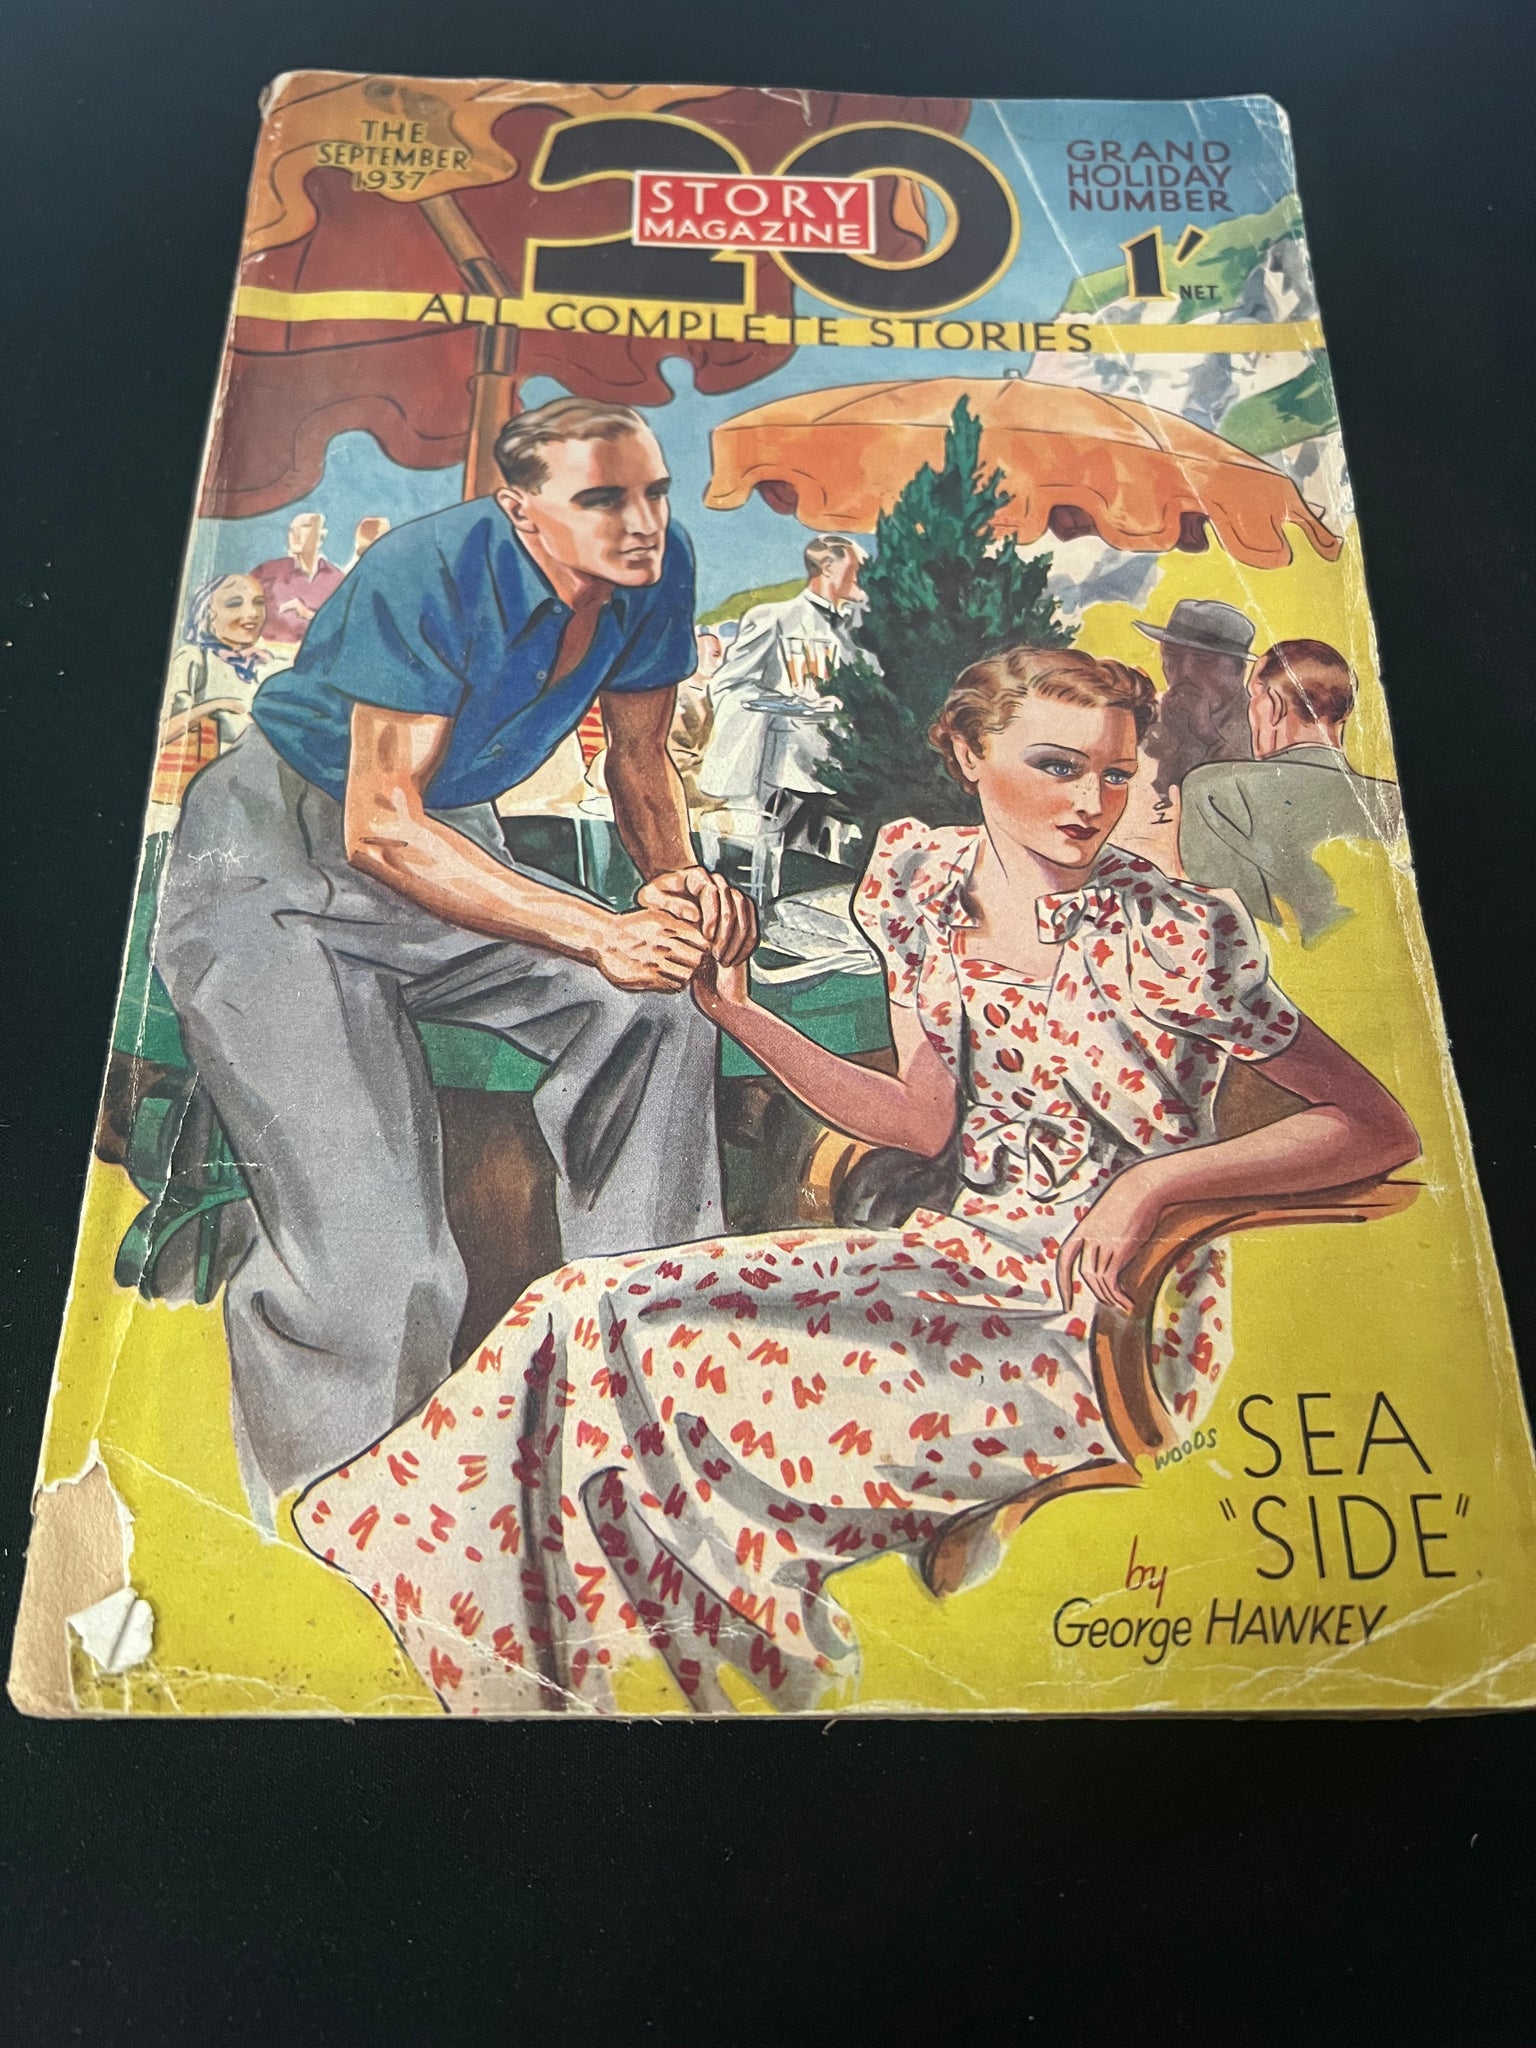 THE
SEPTEMBER
1937
20
STORY
MAGAZINE
GRAND
HOLIDAY
NUMBER
1/
NET
ALL COMPLETE STORIES
WOODS
SEA
"SIDE"
by
George HAWKEY